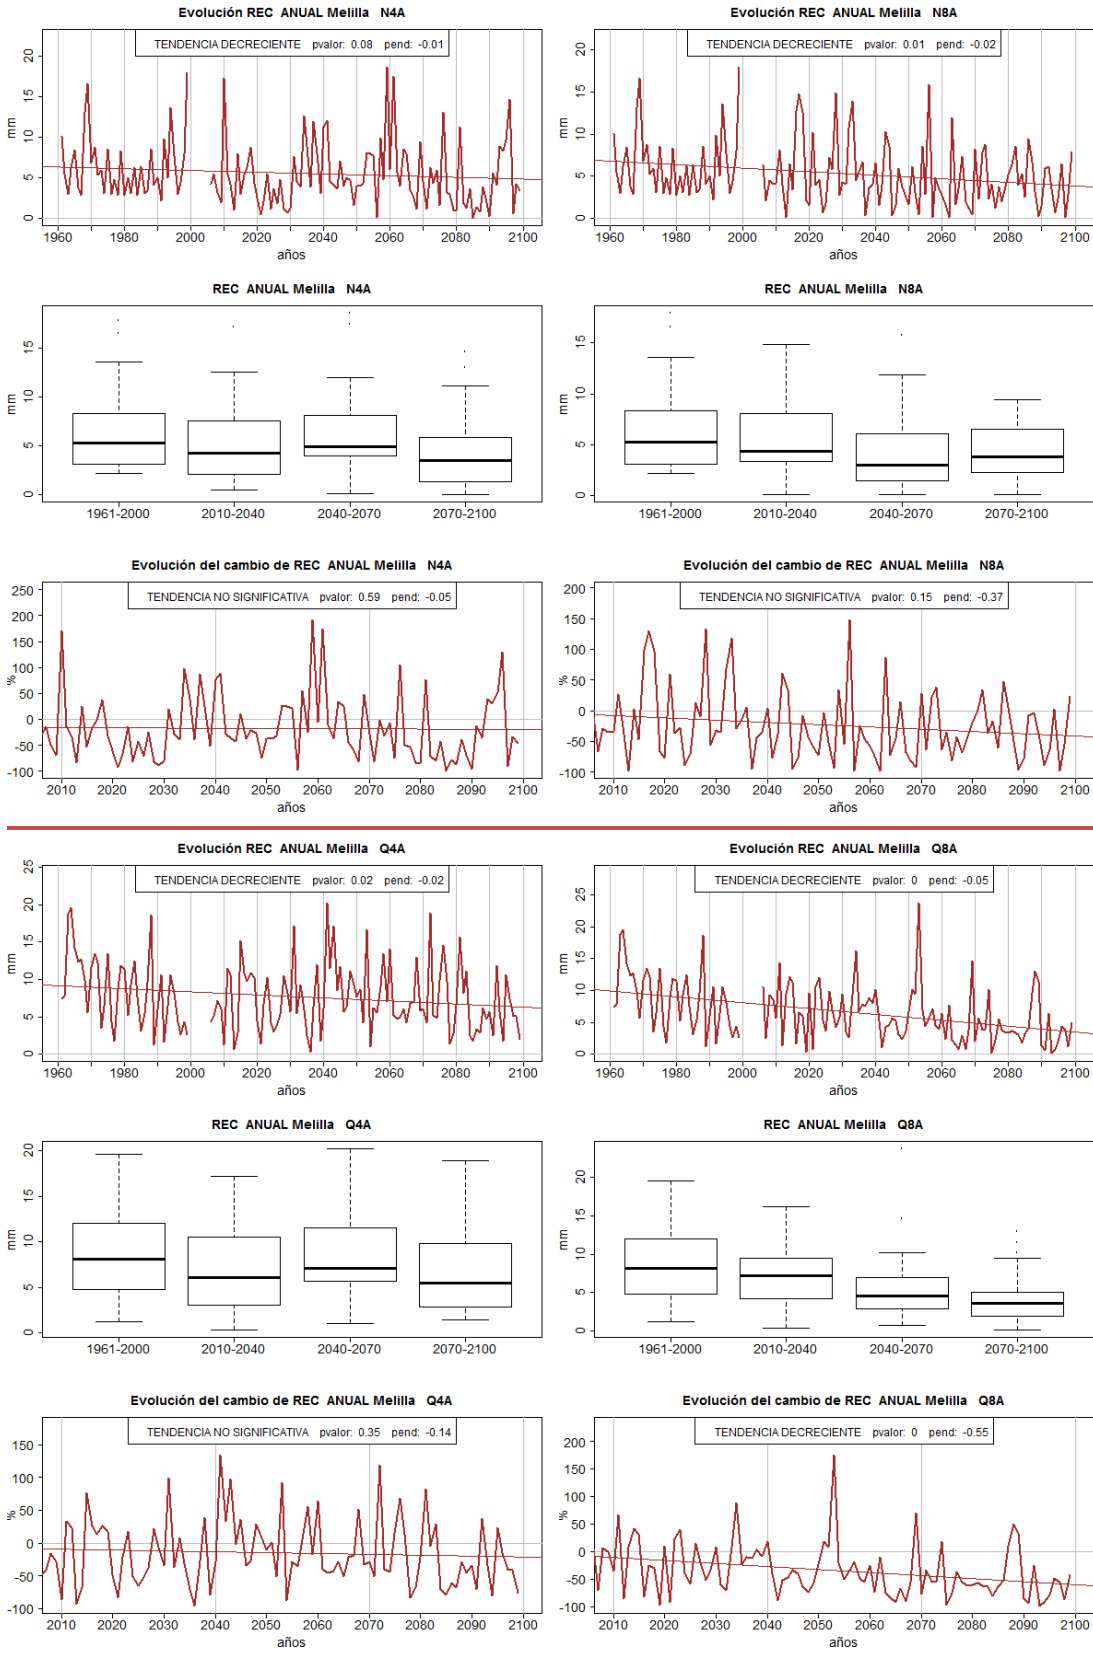 Evolución REC ANUAL Melilla N4A
TENDENCIA DECRECIENTE pvalor: 0.08 pend: -0.01
mm
0 5 10 15 20
1960 1980 2000 2020 2040 2060 2080 2100
años
Evolución REC ANUAL Melilla N8A
TENDENCIA DECRECIENTE pvalor: 0.01 pend: -0.02
mm
0 5 10 15 20
1960 1980 2000 2020 2040 2060 2080 2100
años
REC ANUAL Melilla N4A
mm
0 5 10 15
1961-2000 2010-2040 2040-2070 2070-2100
REC ANUAL Melilla N8A
mm
0 5 10 15
1961-2000 2010-2040 2040-2070 2070-2100
Evolución del cambio de REC ANUAL Melilla N4A
TENDENCIA NO SIGNIFICATIVA pvalor: 0.59 pend: -0.05
%
-100 -50 0 50 100 150 200 250
2010 2020 2030 2040 2050 2060 2070 2080 2090 2100
años
Evolución del cambio de REC ANUAL Melilla N8A
TENDENCIA NO SIGNIFICATIVA pvalor: 0.15 pend: -0.37
%
-100 -50 0 50 100 150 200
2010 2020 2030 2040 2050 2060 2070 2080 2090 2100
años
Evolución REC ANUAL Melilla Q4A
TENDENCIA DECRECIENTE pvalor: 0.02 pend: -0.02
mm
0 5 10 15 20 25
1960 1980 2000 2020 2040 2060 2080 2100
años
Evolución REC ANUAL Melilla Q8A
TENDENCIA DECRECIENTE pvalor: 0 pend: -0.05
mm
0 5 10 15 20 25
1960 1980 2000 2020 2040 2060 2080 2100
años
REC ANUAL Melilla Q4A
mm
0 5 10 15 20
1961-2000 2010-2040 2040-2070 2070-2100
REC ANUAL Melilla Q8A
mm
0 5 10 15 20
1961-2000 2010-2040 2040-2070 2070-2100
Evolución del cambio de REC ANUAL Melilla Q4A
TENDENCIA NO SIGNIFICATIVA pvalor: 0.35 pend: -0.14
%
-100 -50 0 50 100 150
2010 2020 2030 2040 2050 2060 2070 2080 2090 2100
años
Evolución del cambio de REC ANUAL Melilla Q8A
TENDENCIA DECRECIENTE pvalor: 0 pend: -0.55
%
-100 -50 0 50 100 150 200
2010 2020 2030 2040 2050 2060 2070 2080 2090 2100
años